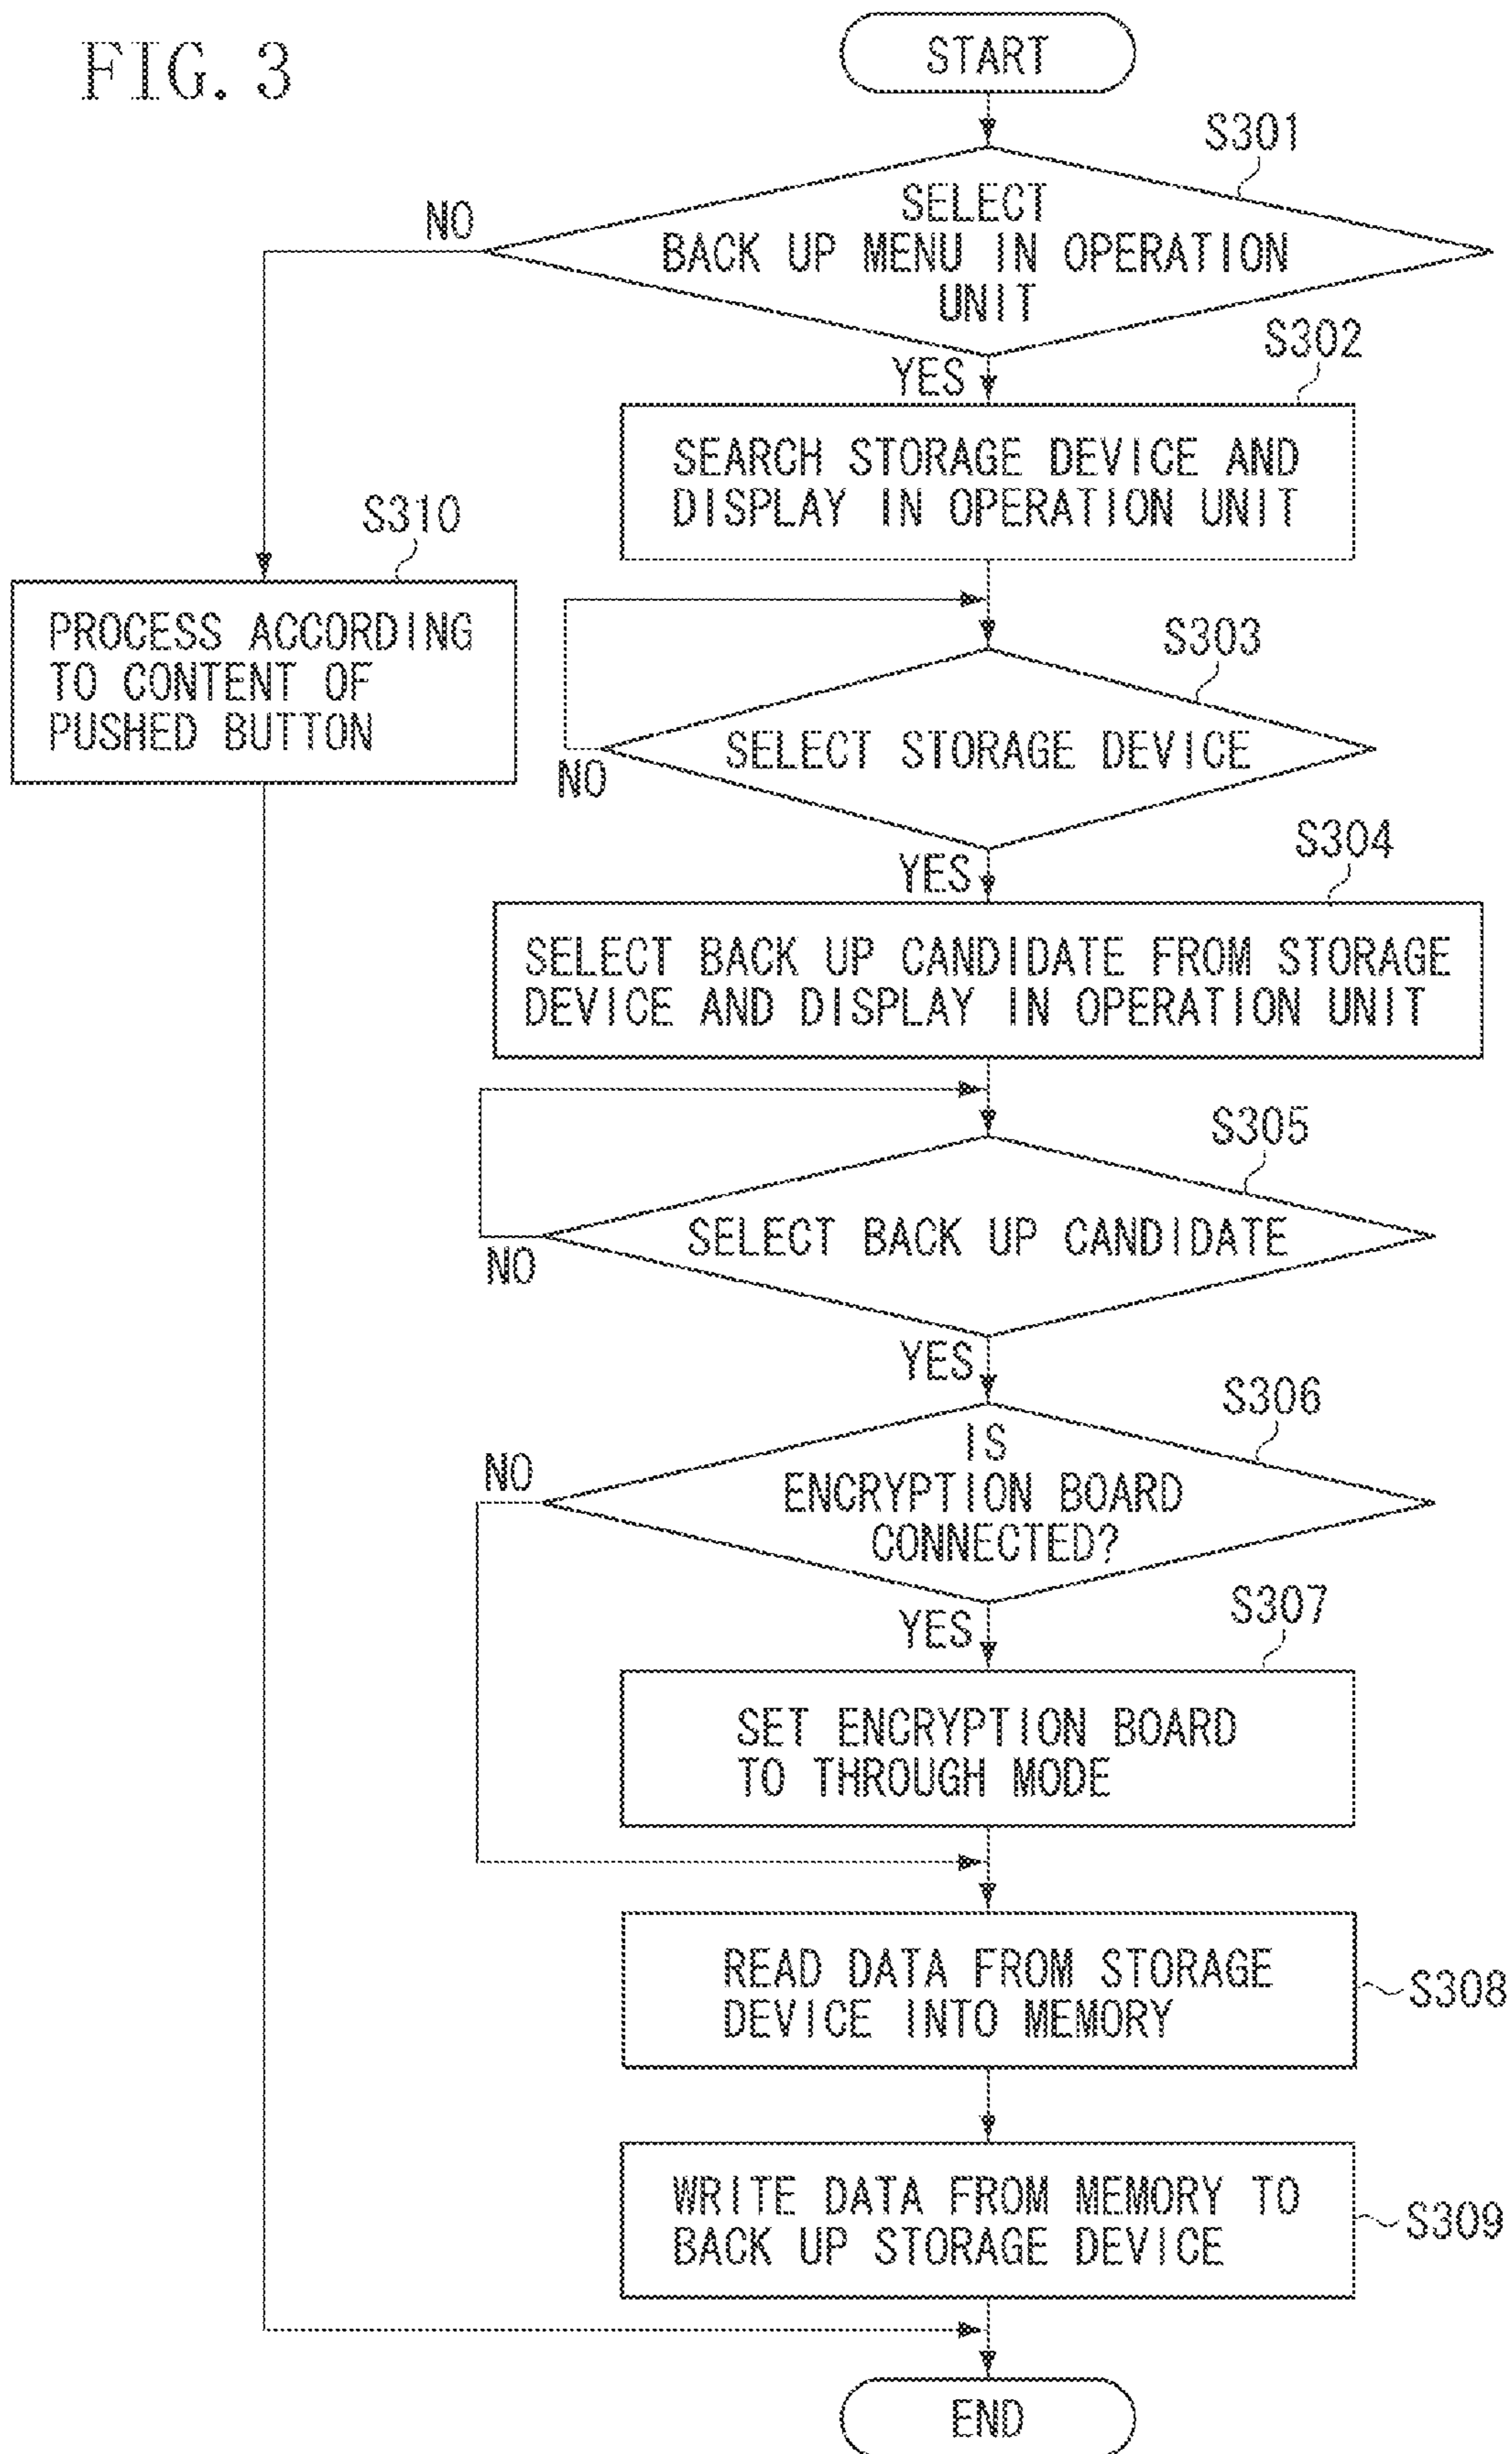 FIG. 3
START
S301
SELECT
BACK UP MENU IN OPERATION
UNIT
NO
YES
S302
SEARCH STORAGE DEVICE AND
DISPLAY IN OPERATION UNIT
S310
PROCESS ACCORDING
TO CONTENT OF
PUSHED BUTTON
S303
SELECT STORAGE DEVICE
NO
YES
S304
SELECT BACK UP CANDIDATE FROM STORAGE
DEVICE AND DISPLAY IN OPERATION UNIT
S305
SELECT BACK UP CANDIDATE
NO
YES
S306
IS
ENCRYPTION BOARD
CONNECTED?
NO
YES
S307
SET ENCRYPTION BOARD
TO THROUGH MODE
READ DATA FROM STORAGE
DEVICE INTO MEMORY
S308
WRITE DATA FROM MEMORY TO
BACK UP STORAGE DEVICE
S309
END